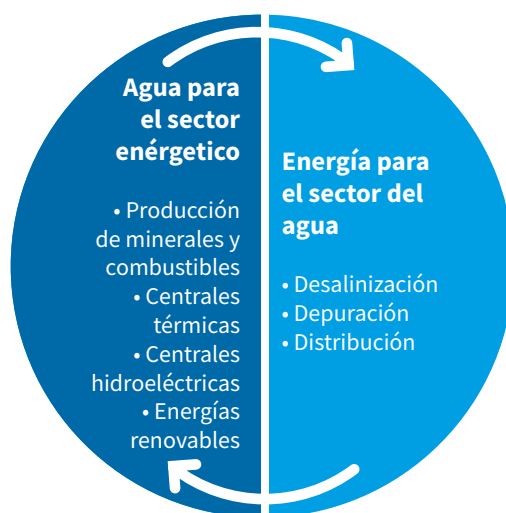 Agua para
el sector
enérgetico
• Producción
de minerales y
combustibles
• Centrales
térmicas
• Centrales
hidroeléctricas
• Energías
renovables
Energía para
el sector del
agua
• Desalinización
• Depuración
• Distribución